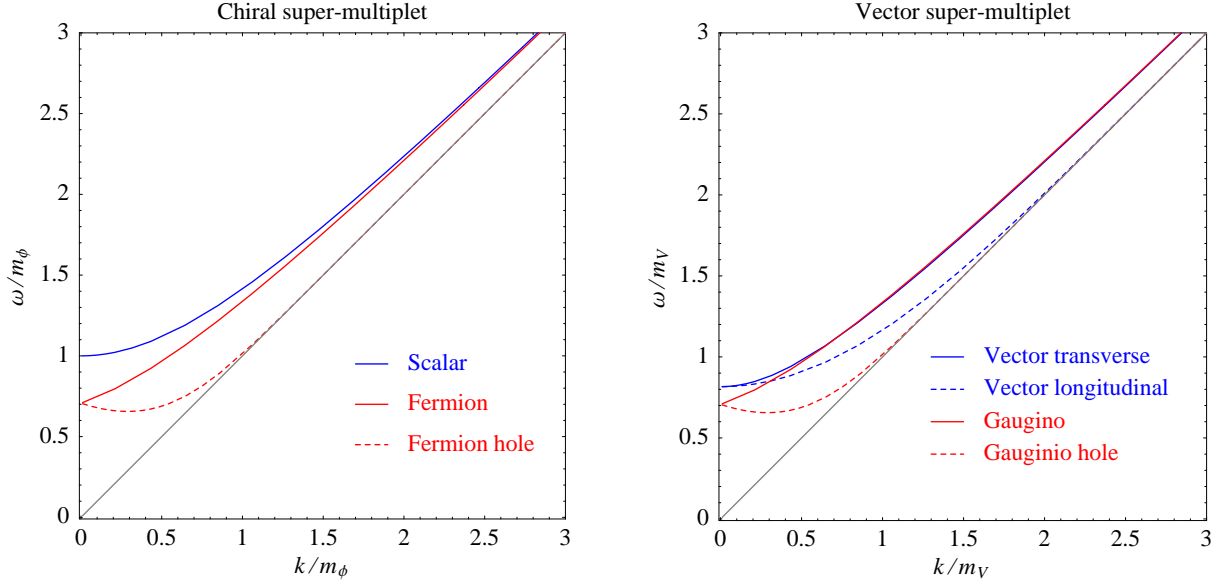 Chiral super-multiplet
3
2.5
2
1.5
1
0.5
0
ω/m_ϕ
0 0.5 1 1.5 2 2.5 3
k/m_ϕ
Scalar
Fermion
Fermion hole
Vector super-multiplet
3
2.5
2
1.5
1
0.5
0
ω/m_V
0 0.5 1 1.5 2 2.5 3
k/m_V
Vector transverse
Vector longitudinal
Gaugino
Gauginio hole